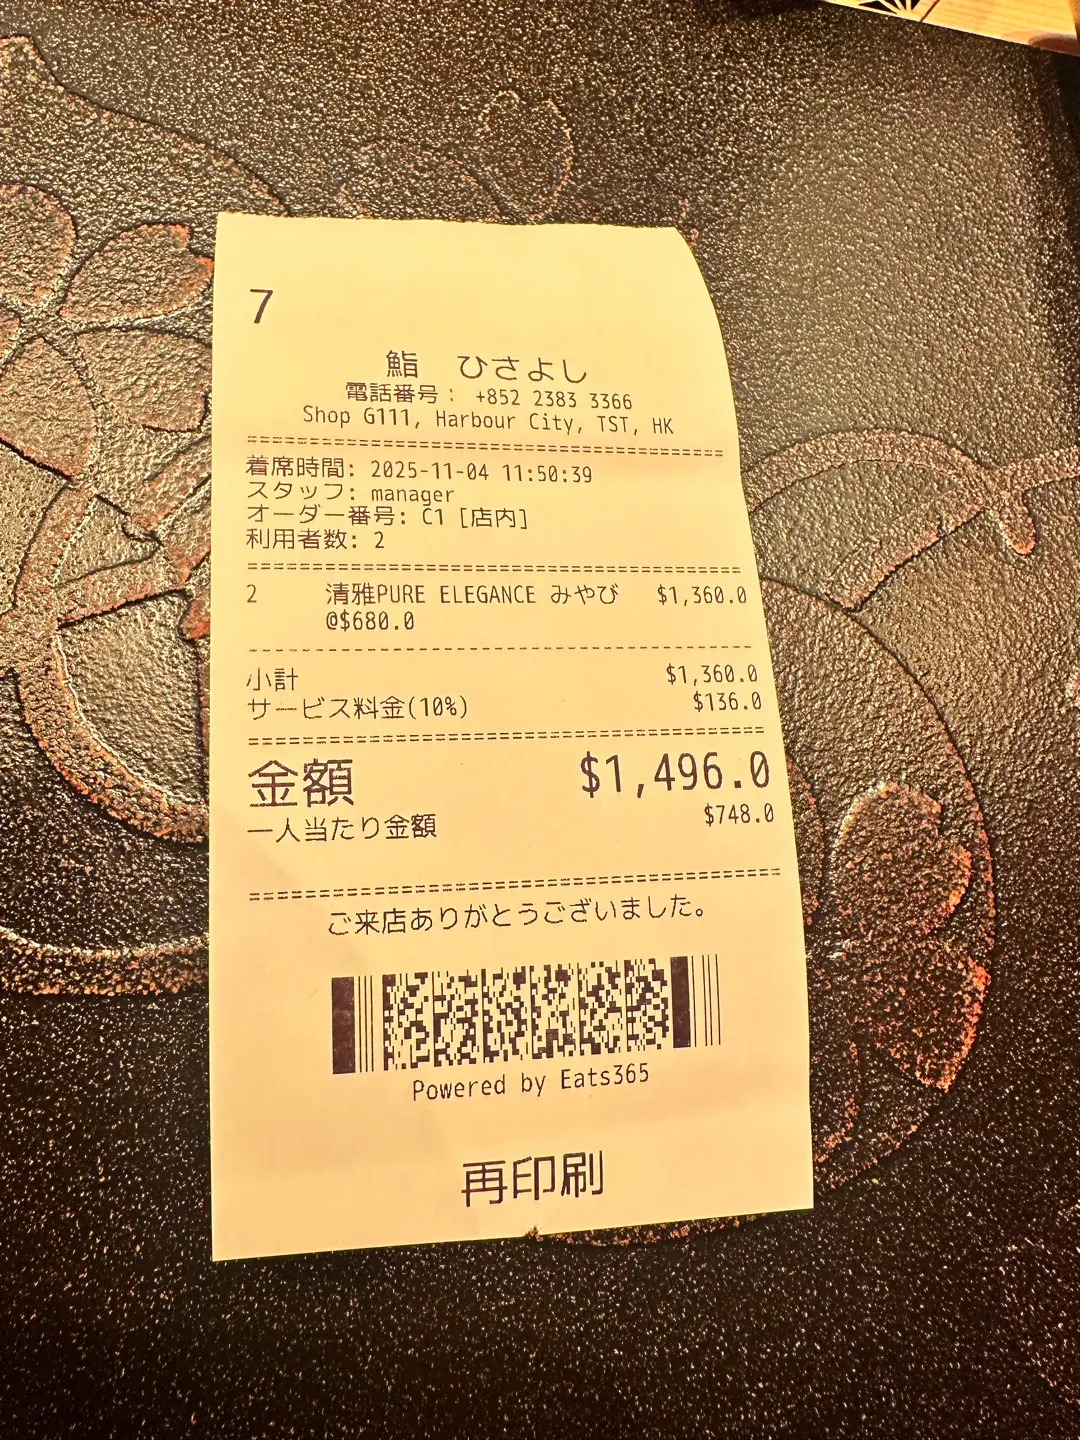 7
鮨 ひさよし
電話番号: +852 2383 3366
Shop G111, Harbour City, TST, HK
着席時間: 2025-11-04 11:50:39
スタッフ: manager
オーダー番号: C1 [店内]
利用者数: 2
2 清雅PURE ELEGANCE みやび $1,360.0
@$680.0
小計 $1,360.0
サービス料金(10%) $136.0
金額 $1,496.0
一人当たり金額 $748.0
ご来店ありがとうございました。
Powered by Eats365
再印刷